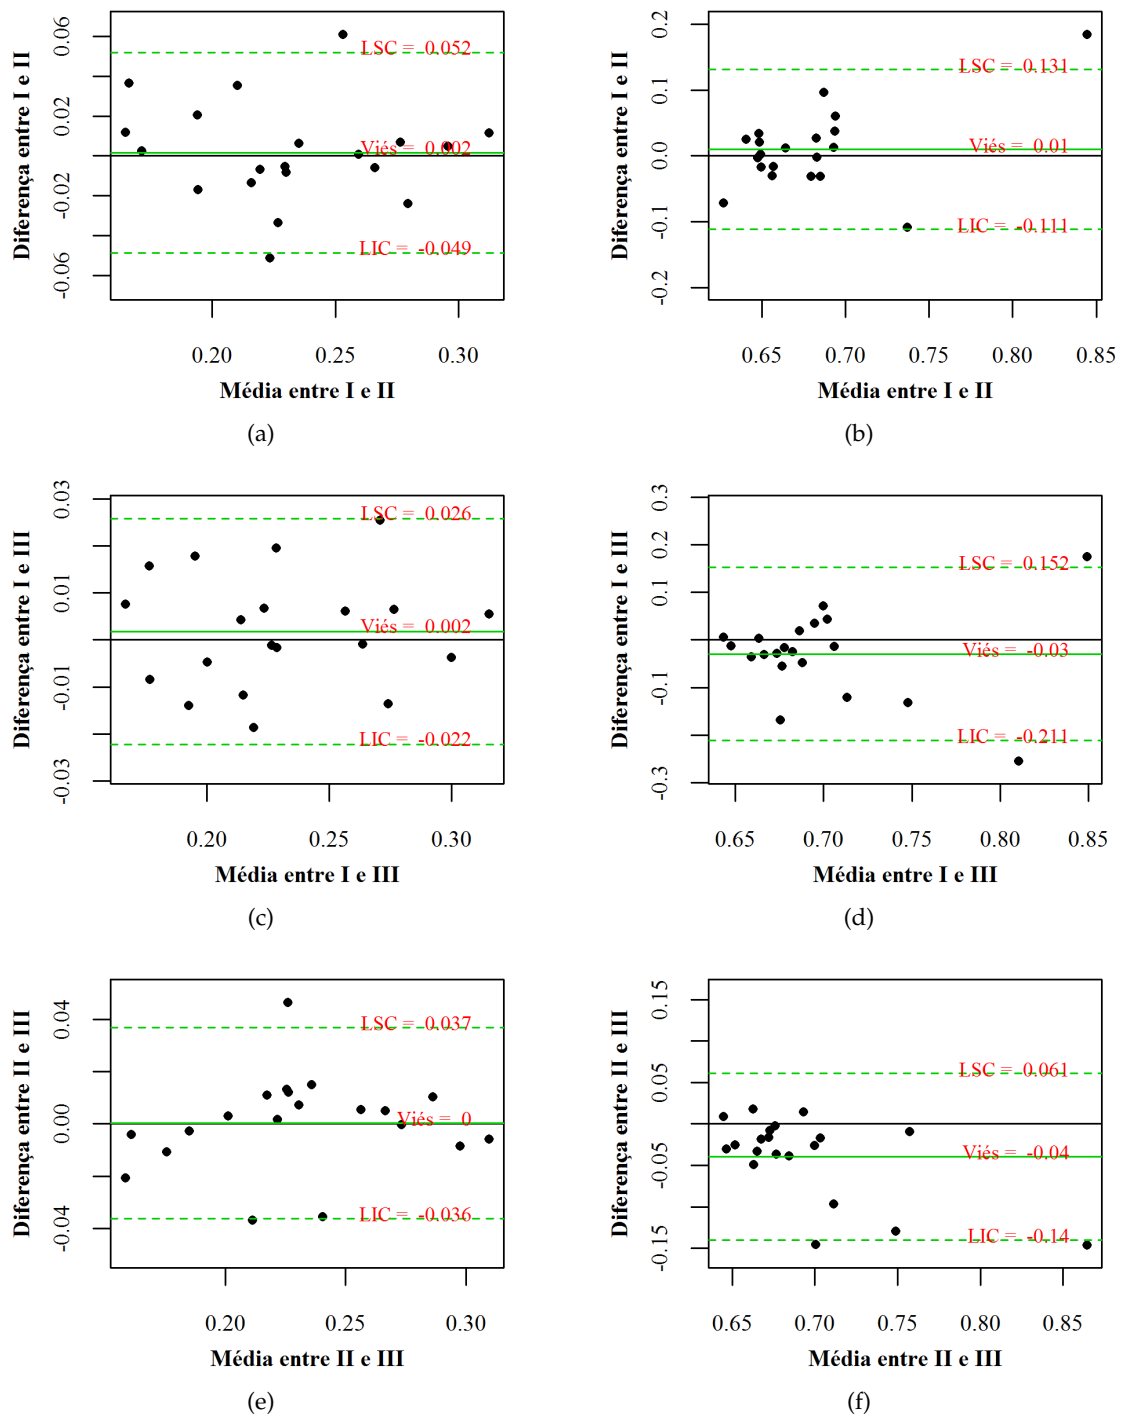 Diferença entre I e II
0.06
0.02
-0.02
-0.06
LSC = 0.052
Viés = 0.002
LIC = -0.049
0.20 0.25 0.30
Média entre I e II
(a)
Diferença entre I e II
0.2
0.1
0.0
-0.1
-0.2
LSC = 0.131
Viés = 0.01
LIC = -0.111
0.65 0.70 0.75 0.80 0.85
Média entre I e II
(b)
Diferença entre I e III
0.03
0.01
-0.01
-0.03
LSC = 0.026
Viés = 0.002
LIC = -0.022
0.20 0.25 0.30
Média entre I e III
(c)
Diferença entre I e III
0.3
0.2
0.1
-0.1
-0.3
LSC = 0.152
Viés = -0.03
LIC = -0.211
0.65 0.70 0.80 0.85
Média entre I e III
(d)
Diferença entre II e III
0.04
0.00
-0.04
LSC = 0.037
Viés = 0
LIC = -0.036
0.20 0.25 0.30
Média entre II e III
(e)
Diferença entre II e III
0.15
0.05
-0.05
-0.15
LSC = 0.061
Viés = -0.04
LIC = -0.14
0.65 0.70 0.75 0.80 0.85
Média entre II e III
(f)